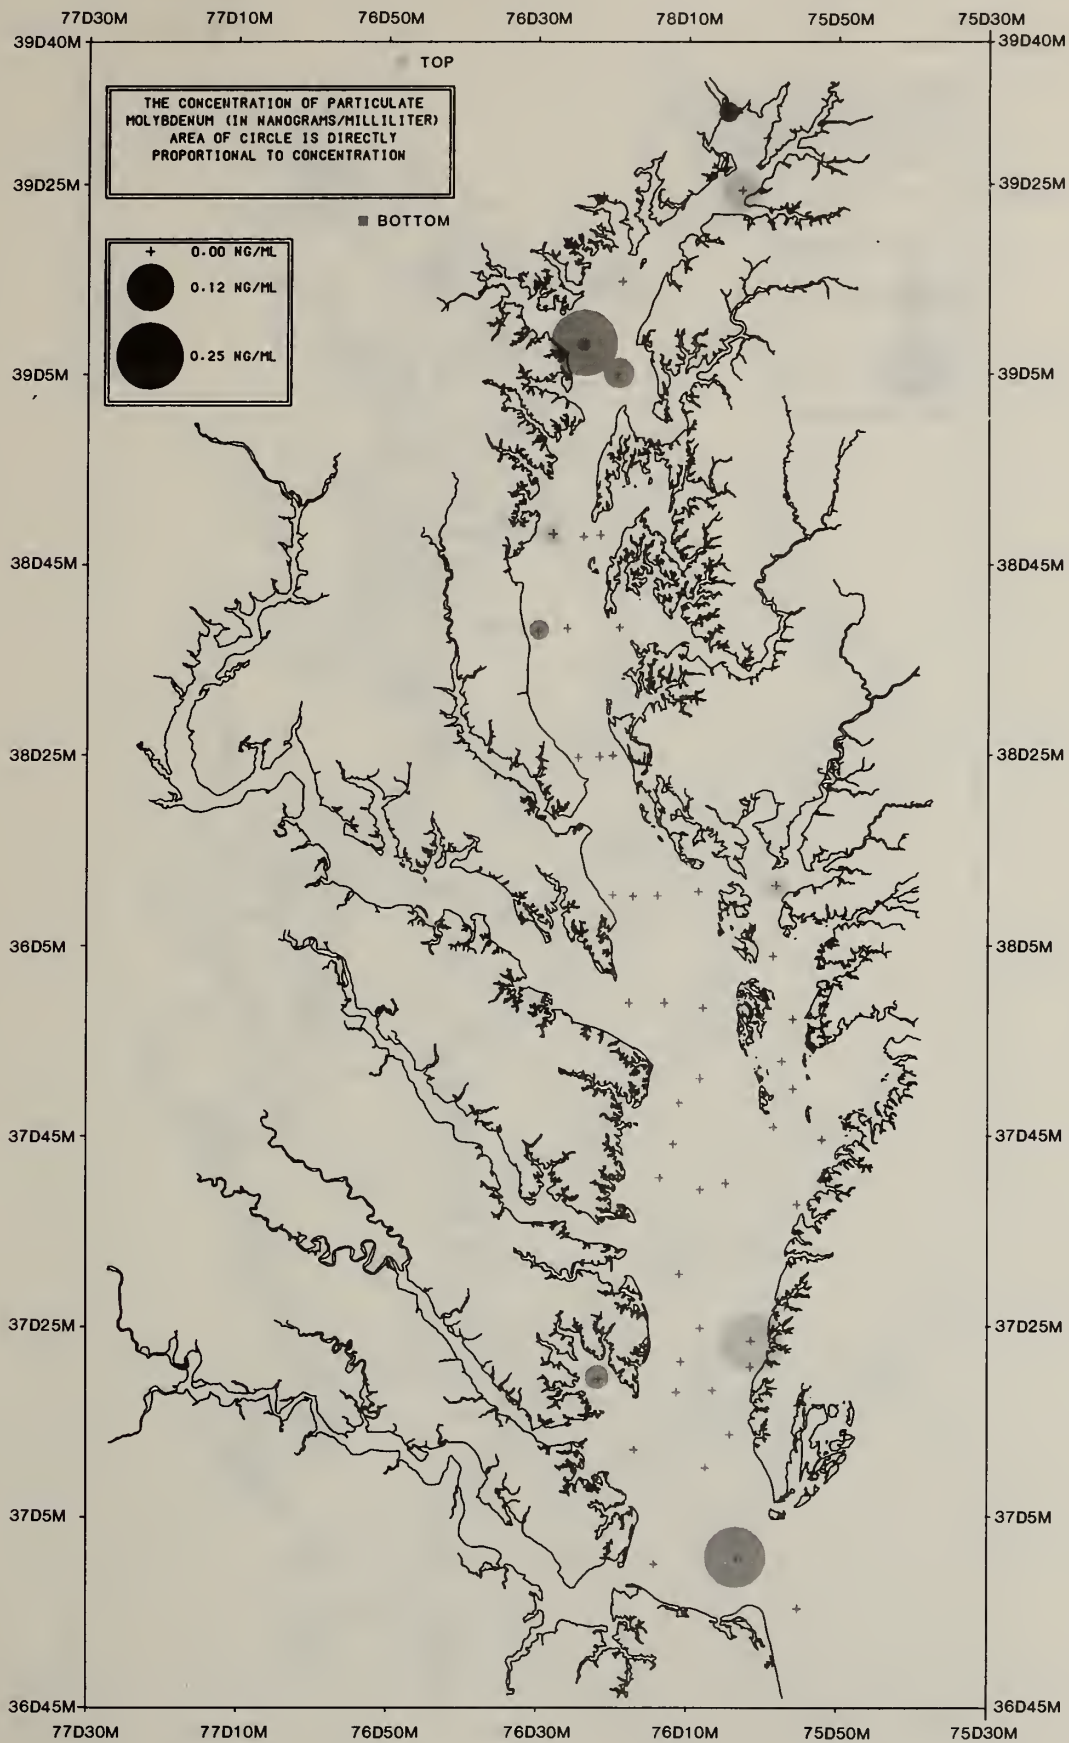 77D30M 77D10M 76D50M 76D30M 78D10M 75D50M 75D30M
39D40M 39D40M
TOP
THE CONCENTRATION OF PARTICULATE
MOLYBDENUM (IN NANOGRAMS/MILLILITER)
AREA OF CIRCLE IS DIRECTLY
PROPORTIONAL TO CONCENTRATION
39D25M 39D25M
BOTTOM
0.00 NG/ML
0.12 NG/ML
0.25 NG/ML
39D5M 39D5M
38D45M 38D45M
38D25M 38D25M
36D5M 38D5M
37D45M 37D45M
37D25M 37D25M
37D5M 37D5M
36D45M 36D45M
77D30M 77D10M 76D50M 76D30M 76D10M 75D50M 75D30M